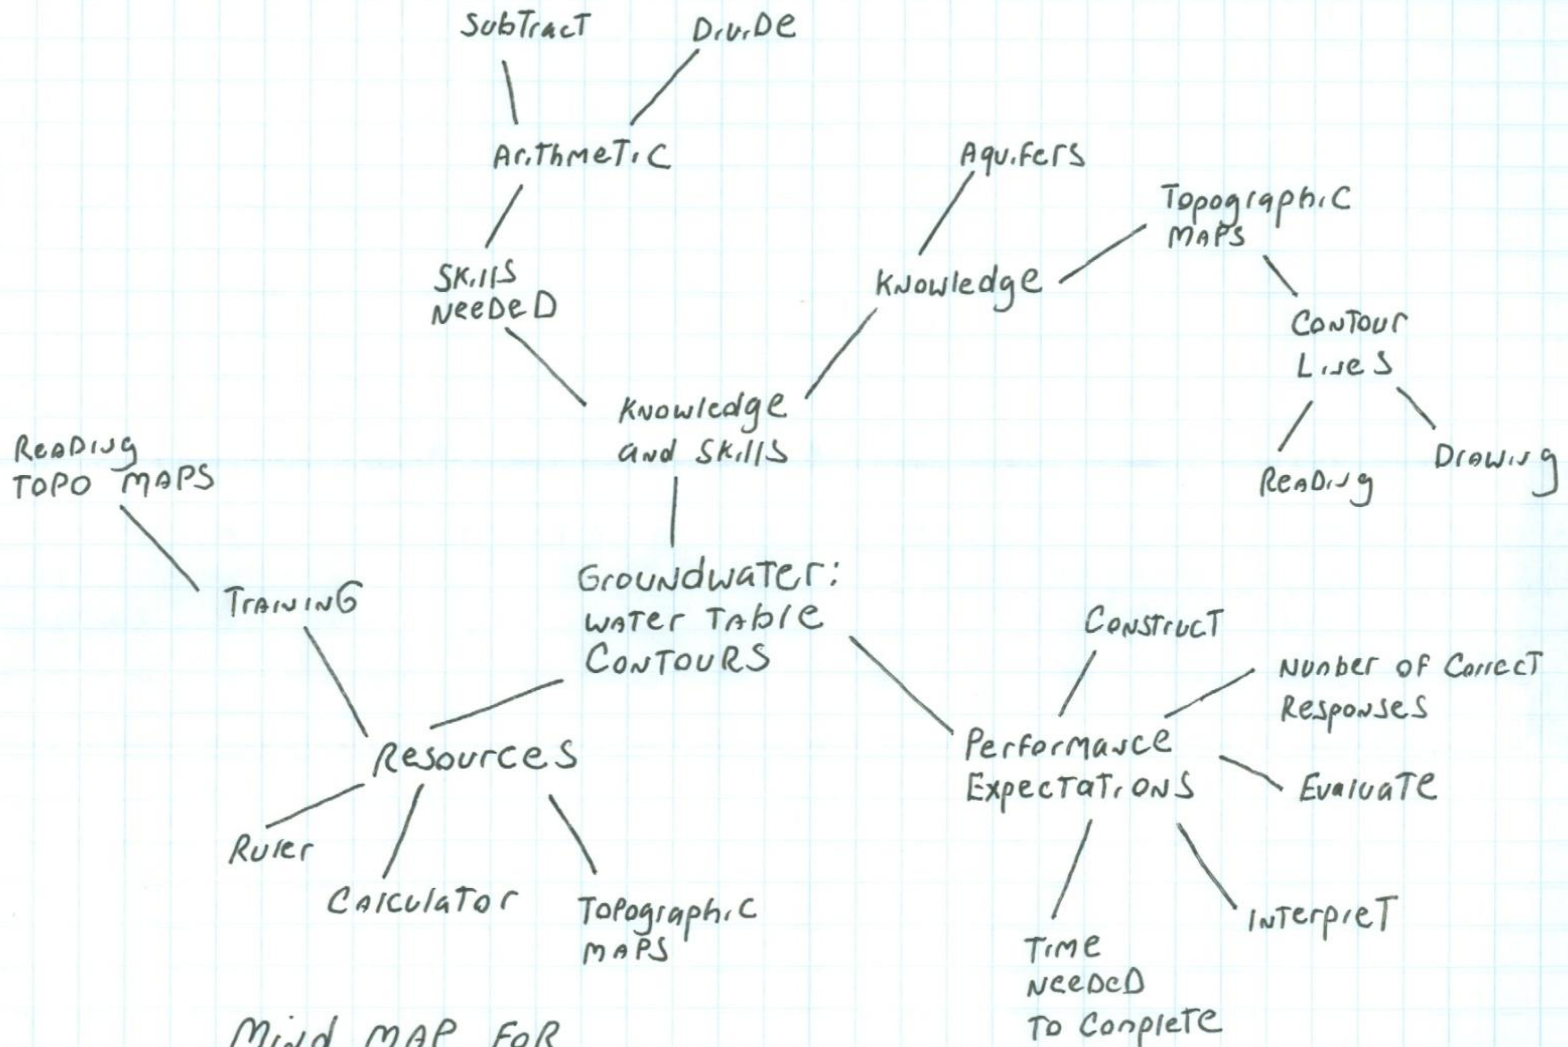 Subtract
Divide
Arithmetic
Aquifers
Topographic
Maps
Skills
Needed
Knowledge
Contour
Lines
Knowledge
and Skills
Reading
Topo Maps
Reading
Drawing
Training
Groundwater:
Water Table
Contours
Construct
Number of Correct
Responses
Resources
Performance
Expectations
Evaluate
Ruler
Calculator
Topographic
Maps
Interpret
Time
Needed
To Complete
Mind Map For